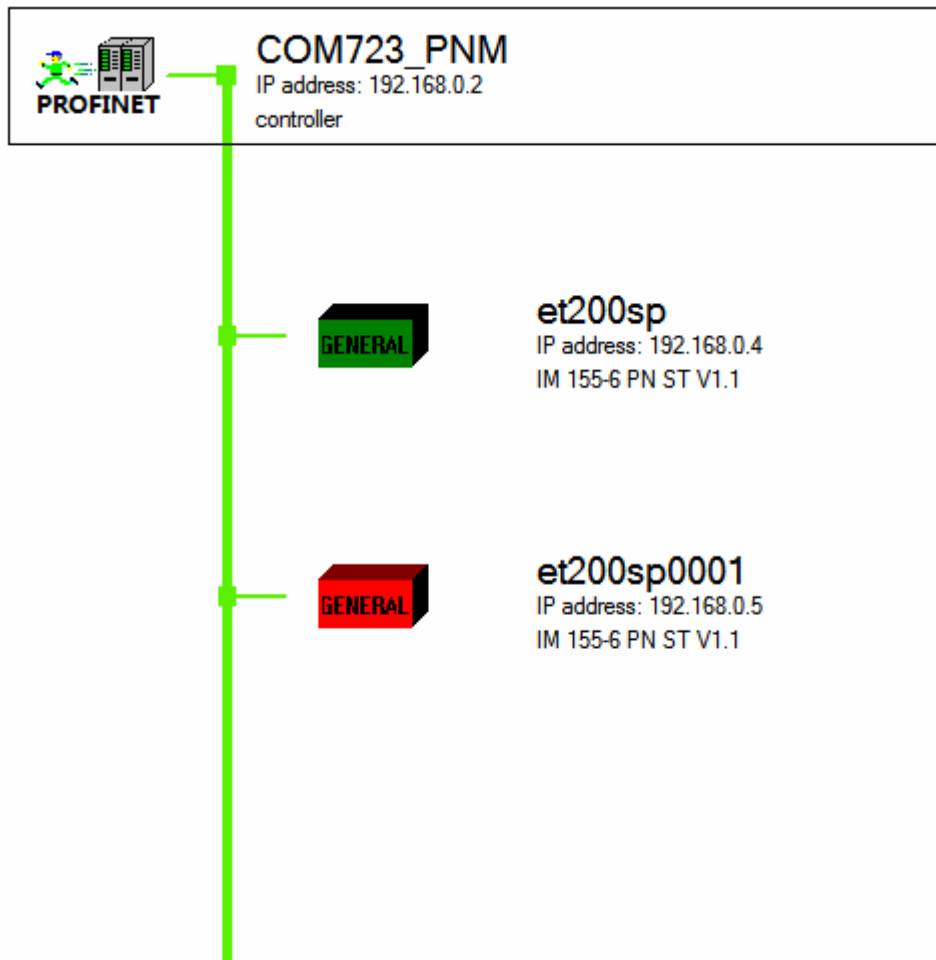 COM723_PNM
IP address: 192.168.0.2
controller
PROFINET
et200sp
IP address: 192.168.0.4
IM 155-6 PN ST V1.1
GENERAL
et200sp0001
IP address: 192.168.0.5
IM 155-6 PN ST V1.1
GENERAL